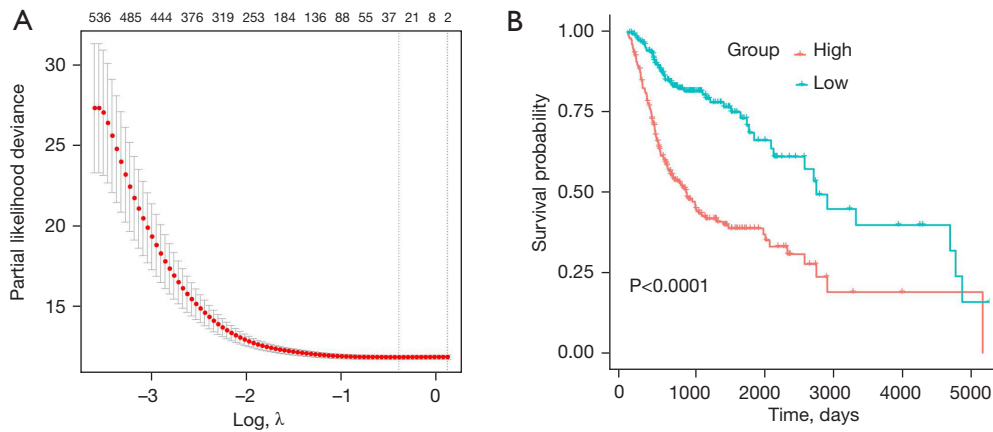 A
536 485 444 376 319 253 184 136 88 55 37 21 8 2
30
25
20
15
Partial likelihood deviance
−3 −2 −1 0
Log, λ
B
1.00
0.75
0.50
0.25
0.00
Survival probability
Group High
Low
P<0.0001
0 1000 2000 3000 4000 5000
Time, days